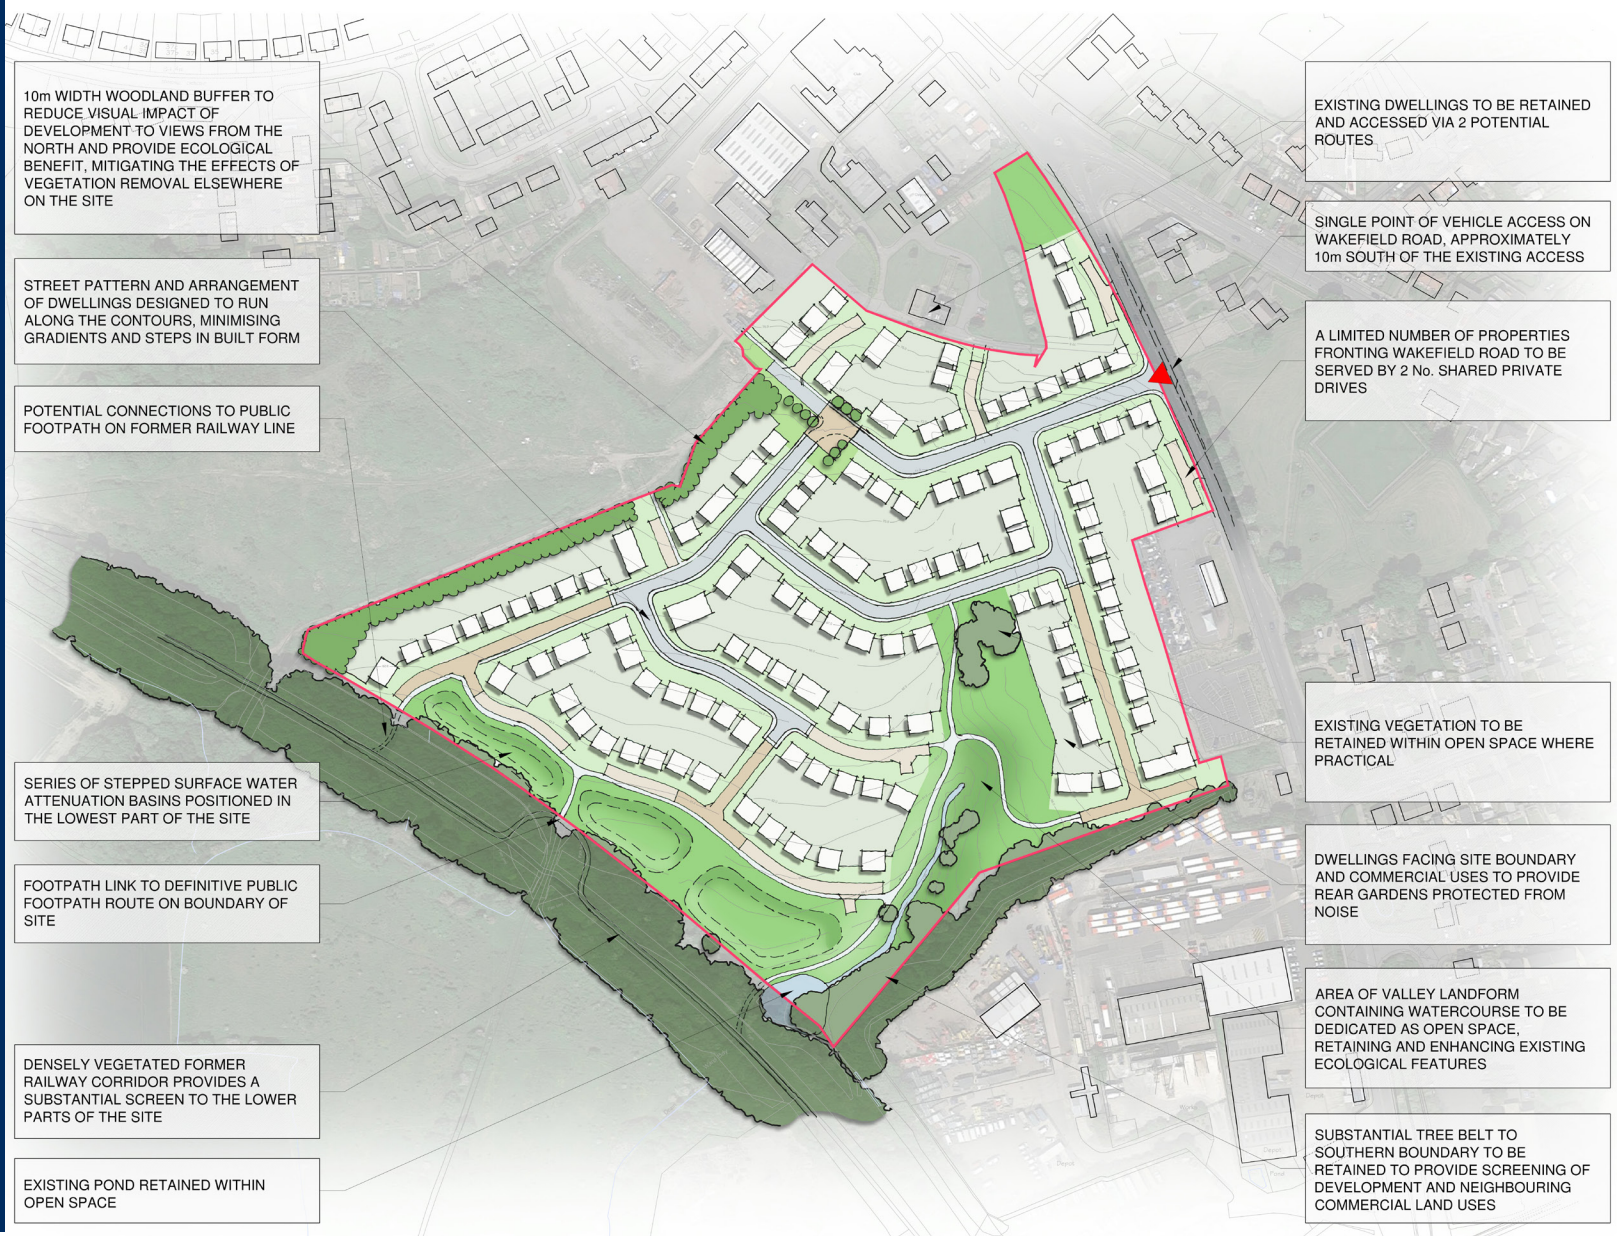 10m WIDTH WOODLAND BUFFER TO
REDUCE VISUAL IMPACT OF
DEVELOPMENT TO VIEWS FROM THE
NORTH AND PROVIDE ECOLOGICAL
BENEFIT, MITIGATING THE EFFECTS OF
VEGETATION REMOVAL ELSEWHERE
ON THE SITE
STREET PATTERN AND ARRANGEMENT
OF DWELLINGS DESIGNED TO RUN
ALONG THE CONTOURS, MINIMISING
GRADIENTS AND STEPS IN BUILT FORM
POTENTIAL CONNECTIONS TO PUBLIC
FOOTPATH ON FORMER RAILWAY LINE
SERIES OF STEPPED SURFACE WATER
ATTENUATION BASINS POSITIONED IN
THE LOWEST PART OF THE SITE
FOOTPATH LINK TO DEFINITIVE PUBLIC
FOOTPATH ROUTE ON BOUNDARY OF
SITE
DENSELY VEGETATED FORMER
RAILWAY CORRIDOR PROVIDES A
SUBSTANTIAL SCREEN TO THE LOWER
PARTS OF THE SITE
EXISTING POND RETAINED WITHIN
OPEN SPACE
EXISTING DWELLINGS TO BE RETAINED
AND ACCESSED VIA 2 POTENTIAL
ROUTES
SINGLE POINT OF VEHICLE ACCESS ON
WAKEFIELD ROAD, APPROXIMATELY
10m SOUTH OF THE EXISTING ACCESS
A LIMITED NUMBER OF PROPERTIES
FRONTING WAKEFIELD ROAD TO BE
SERVED BY 2 No. SHARED PRIVATE
DRIVES
EXISTING VEGETATION TO BE
RETAINED WITHIN OPEN SPACE WHERE
PRACTICAL
DWELLINGS FACING SITE BOUNDARY
AND COMMERCIAL USES TO PROVIDE
REAR GARDENS PROTECTED FROM
NOISE
AREA OF VALLEY LANDFORM
CONTAINING WATERCOURSE TO BE
DEDICATED AS OPEN SPACE,
RETAINING AND ENHANCING EXISTING
ECOLOGICAL FEATURES
SUBSTANTIAL TREE BELT TO
SOUTHERN BOUNDARY TO BE
RETAINED TO PROVIDE SCREENING OF
DEVELOPMENT AND NEIGHBOURING
COMMERCIAL LAND USES
Depot
Depot
Depot